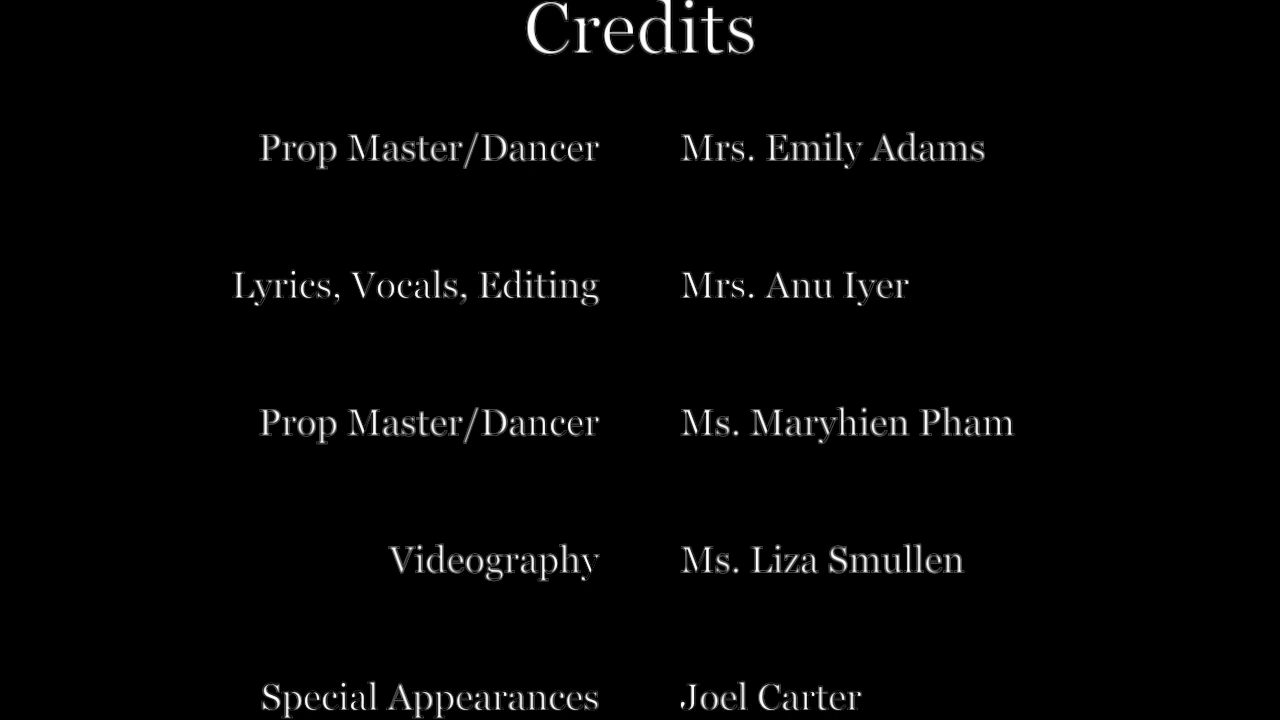 Credits
Prop Master/Dancer Mrs. Emily Adams
Lyrics, Vocals, Editing Mrs. Anu Iyer
Prop Master/Dancer Ms. Maryhien Pham
Videography Ms. Liza Smullen
Special Appearances Joel Carter